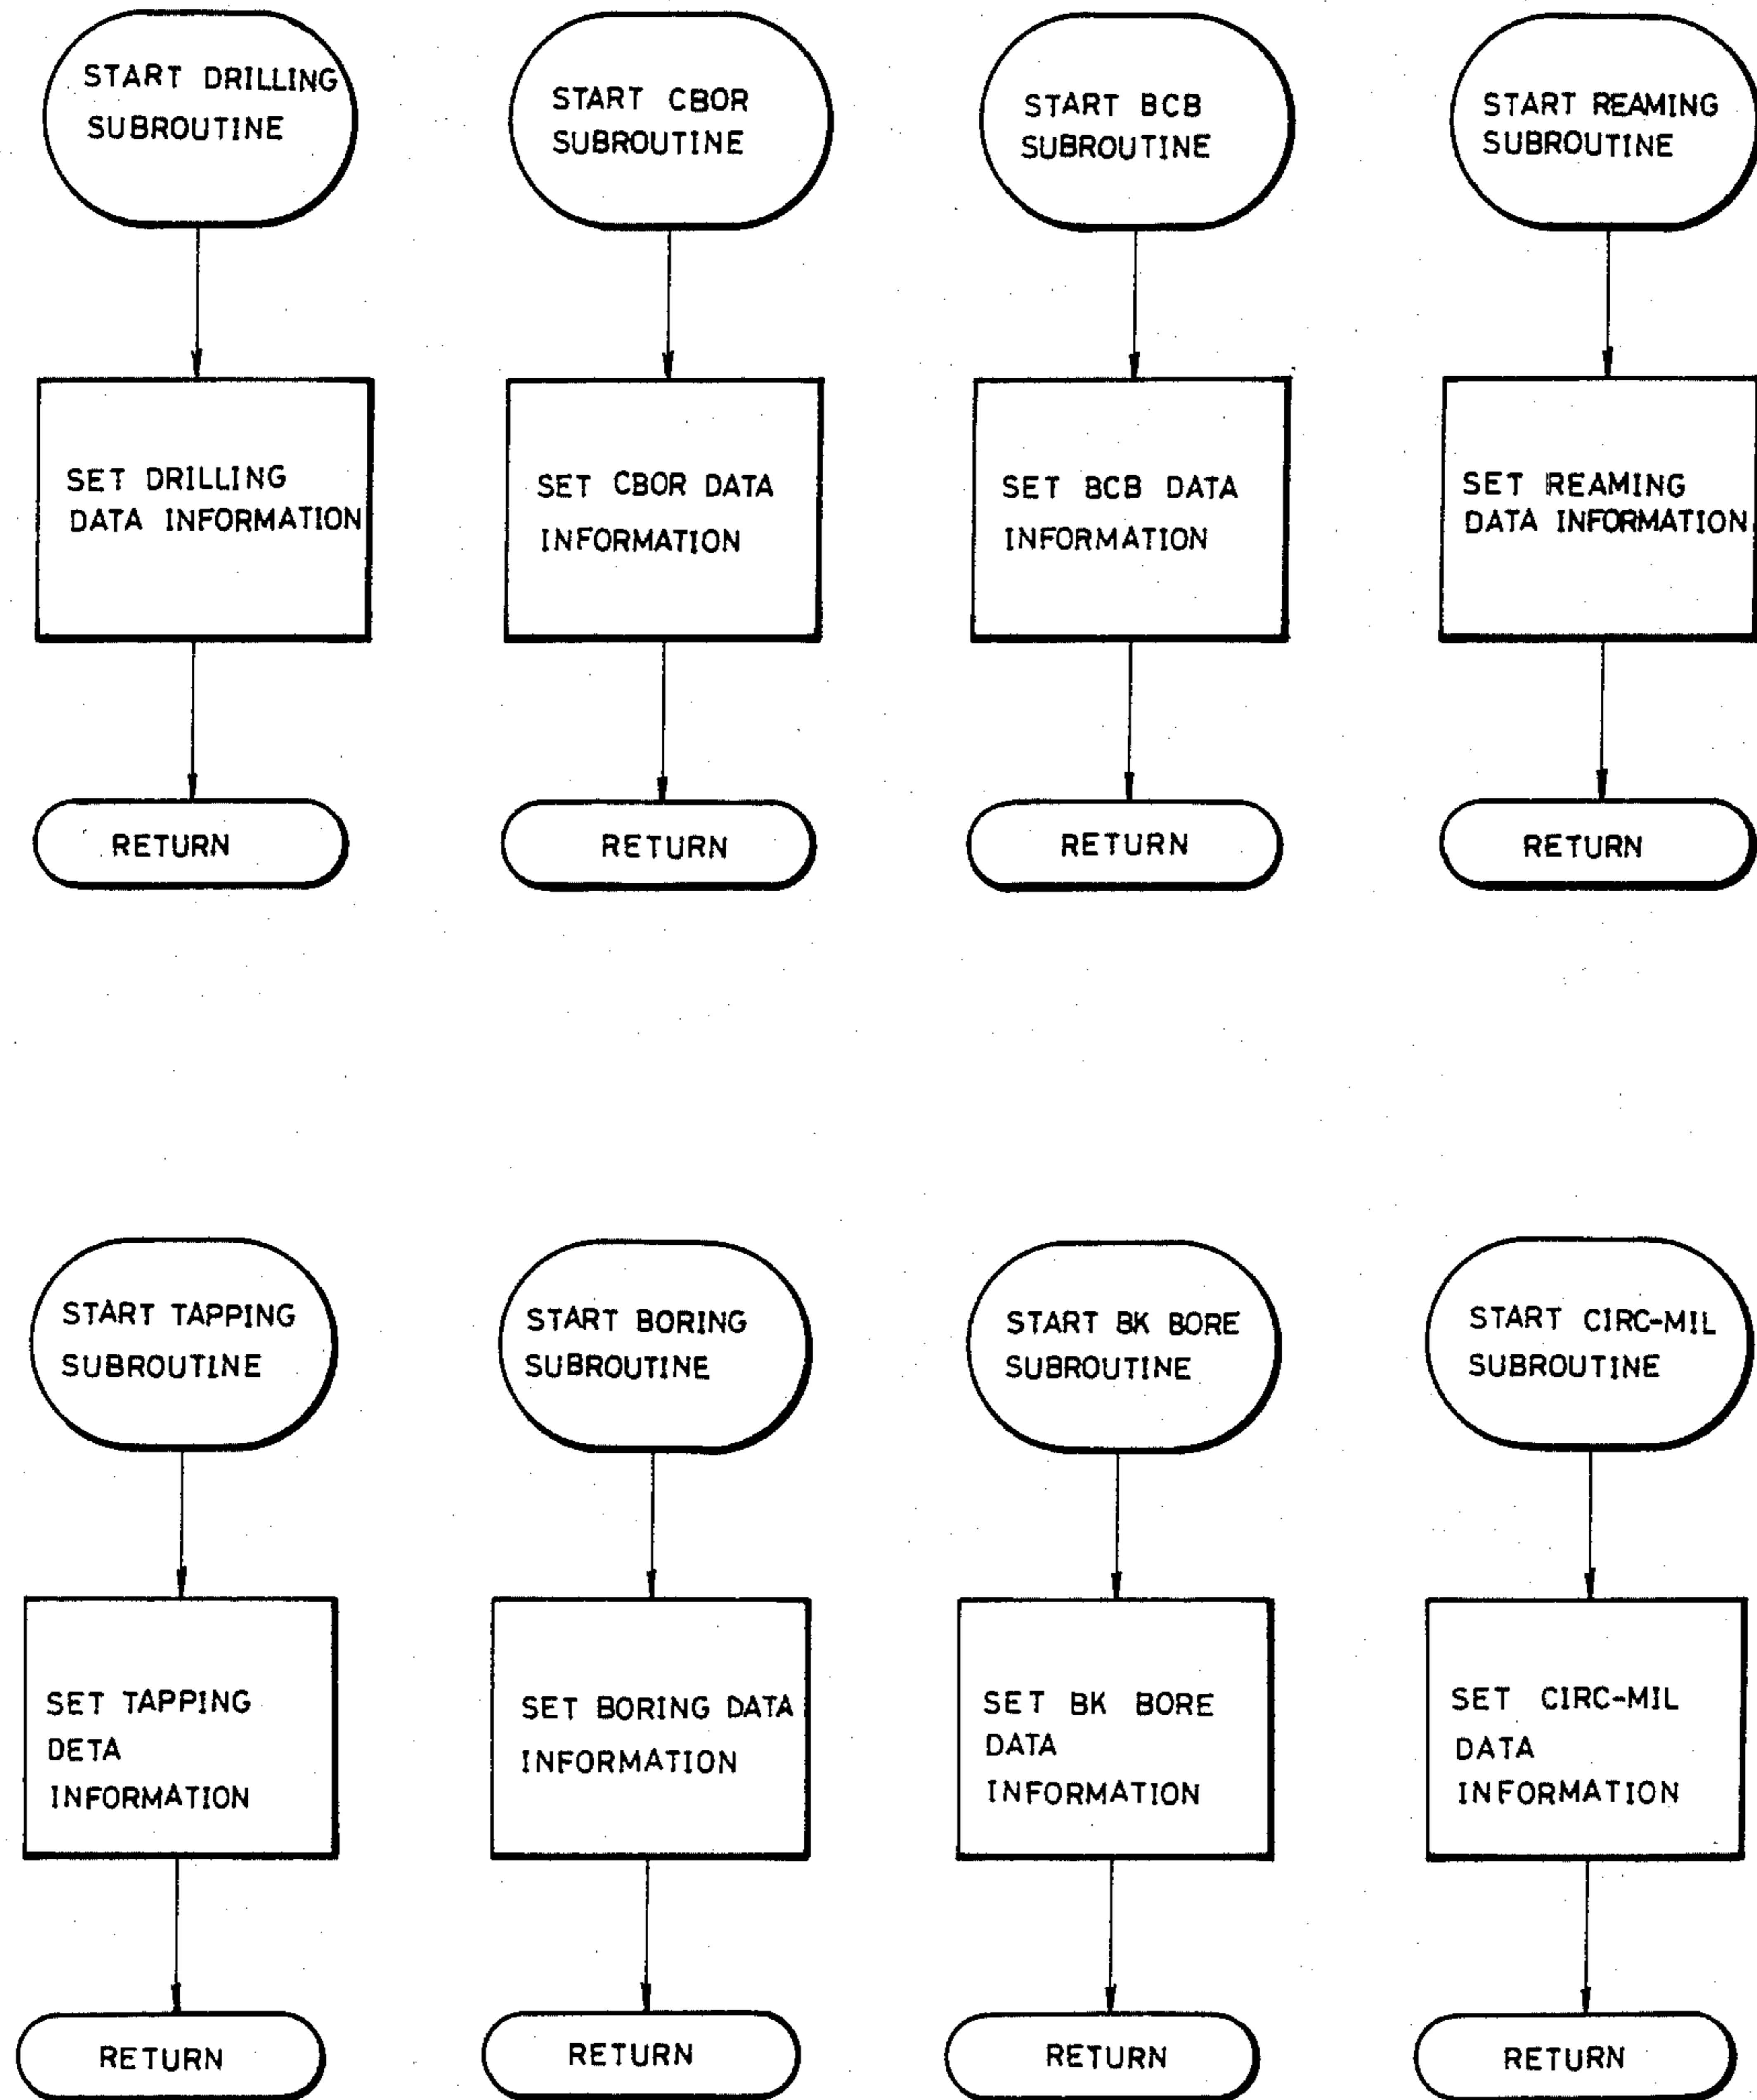 START DRILLING
SUBROUTINE
SET DRILLING
DATA INFORMATION
RETURN
START CBOR
SUBROUTINE
SET CBOR DATA
INFORMATION
RETURN
START BCB
SUBROUTINE
SET BCB DATA
INFORMATION
RETURN
START REAMING
SUBROUTINE
SET REAMING
DATA INFORMATION
RETURN
START TAPPING
SUBROUTINE
SET TAPPING
DETA
INFORMATION
RETURN
START BORING
SUBROUTINE
SET BORING DATA
INFORMATION
RETURN
START BK BORE
SUBROUTINE
SET BK BORE
DATA
INFORMATION
RETURN
START CIRC-MIL
SUBROUTINE
SET CIRC-MIL
DATA
INFORMATION
RETURN